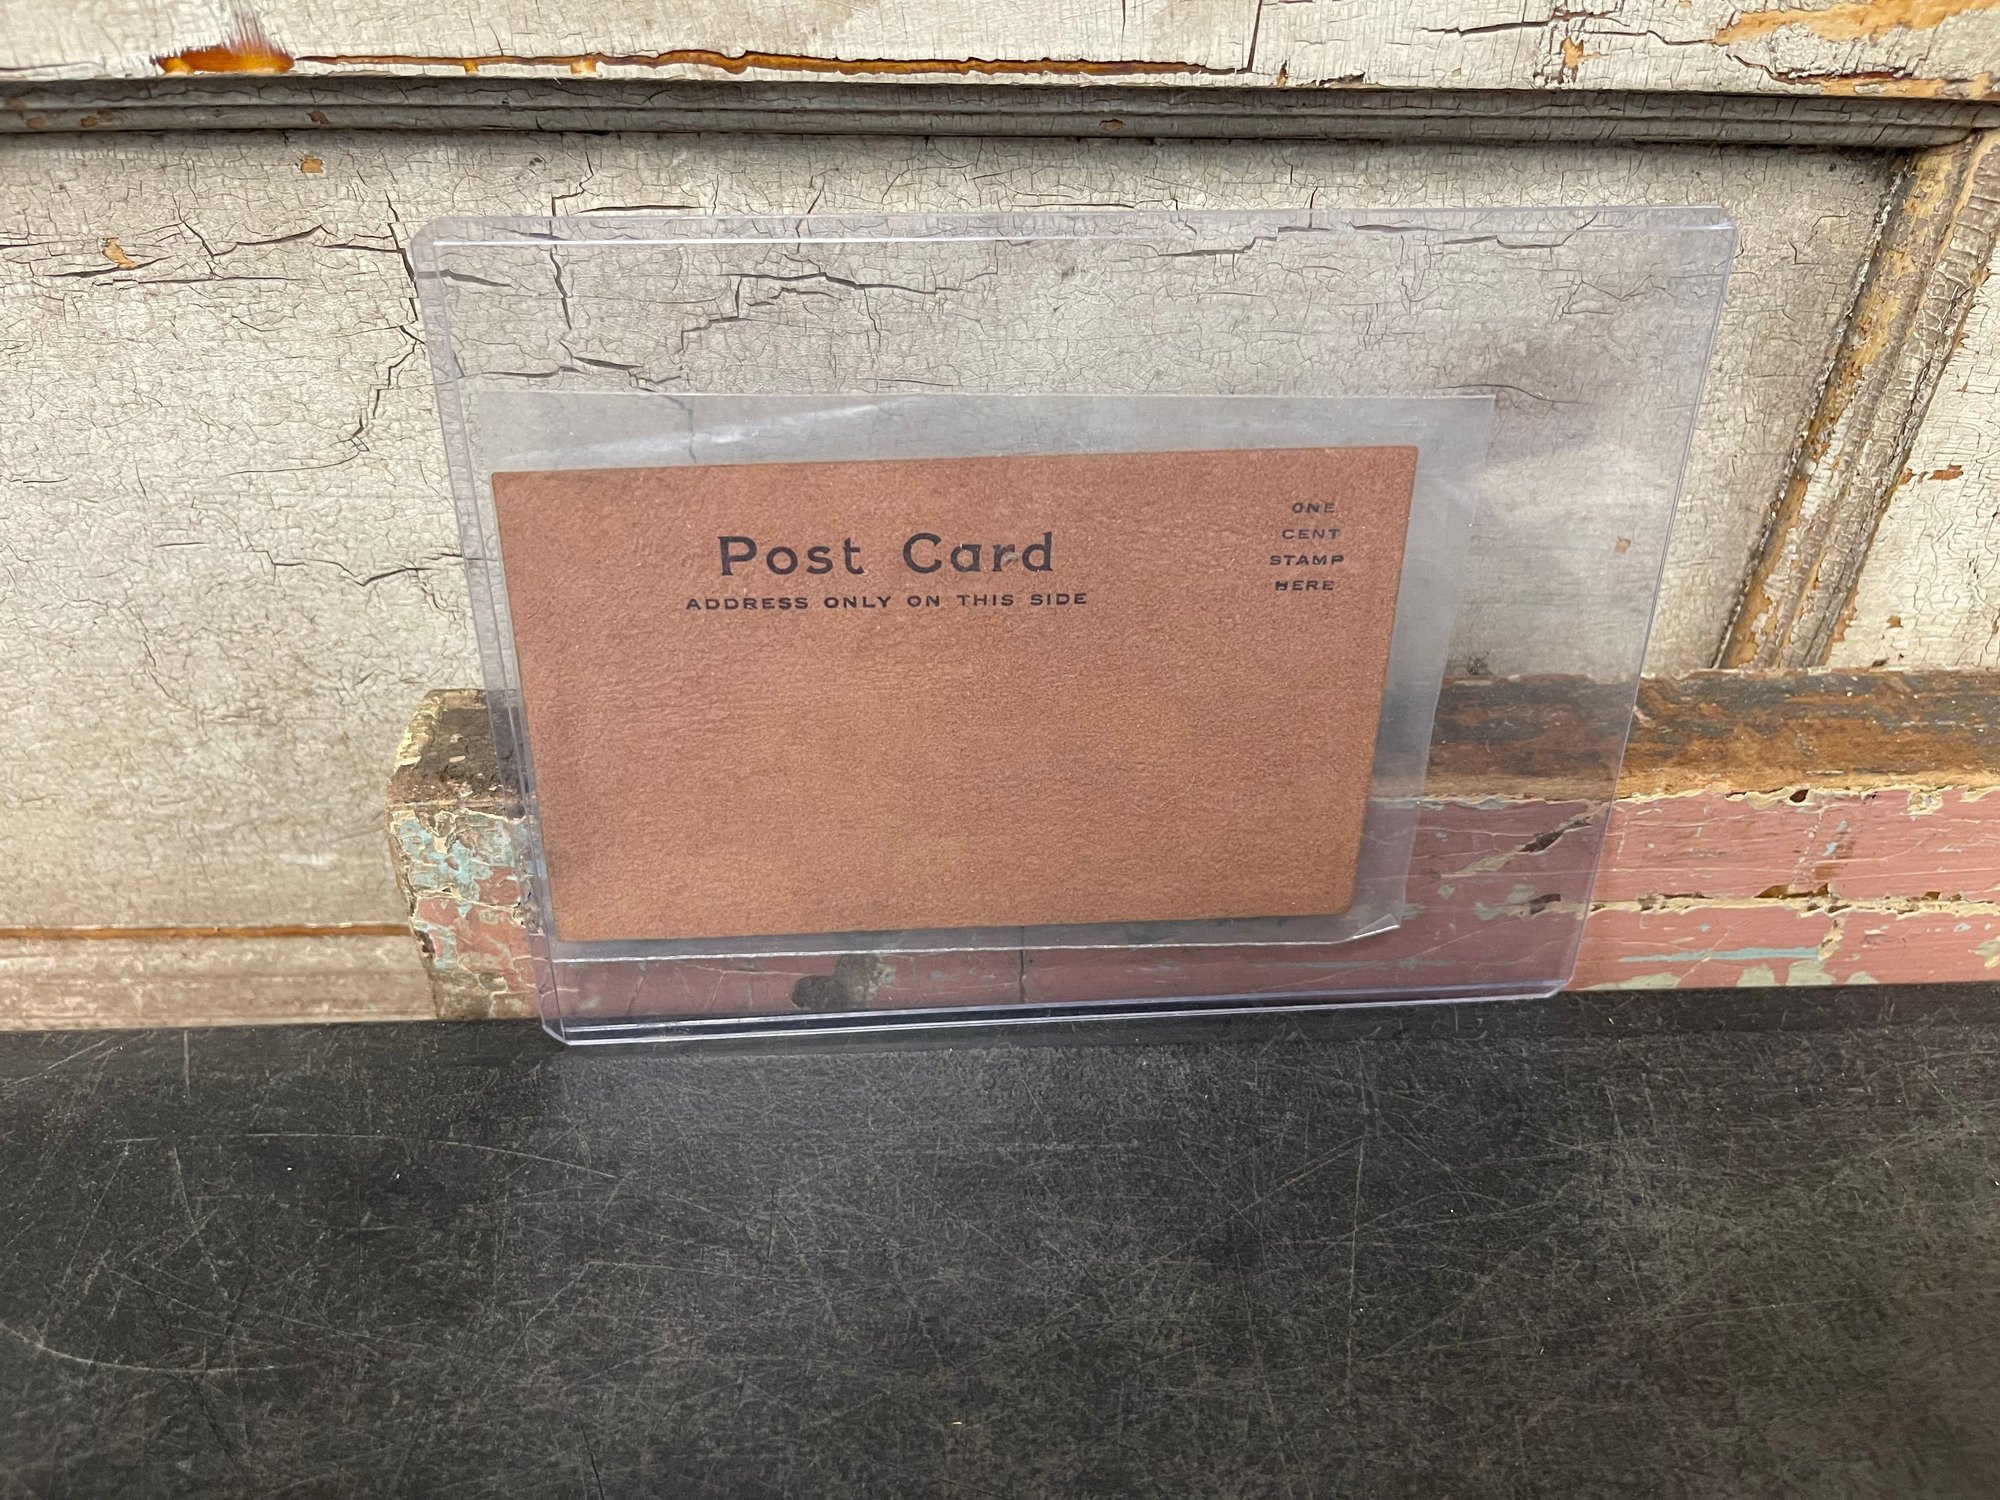 Post Card
ADDRESS ONLY ON THIS SIDE
ONE
CENT
STAMP
HERE